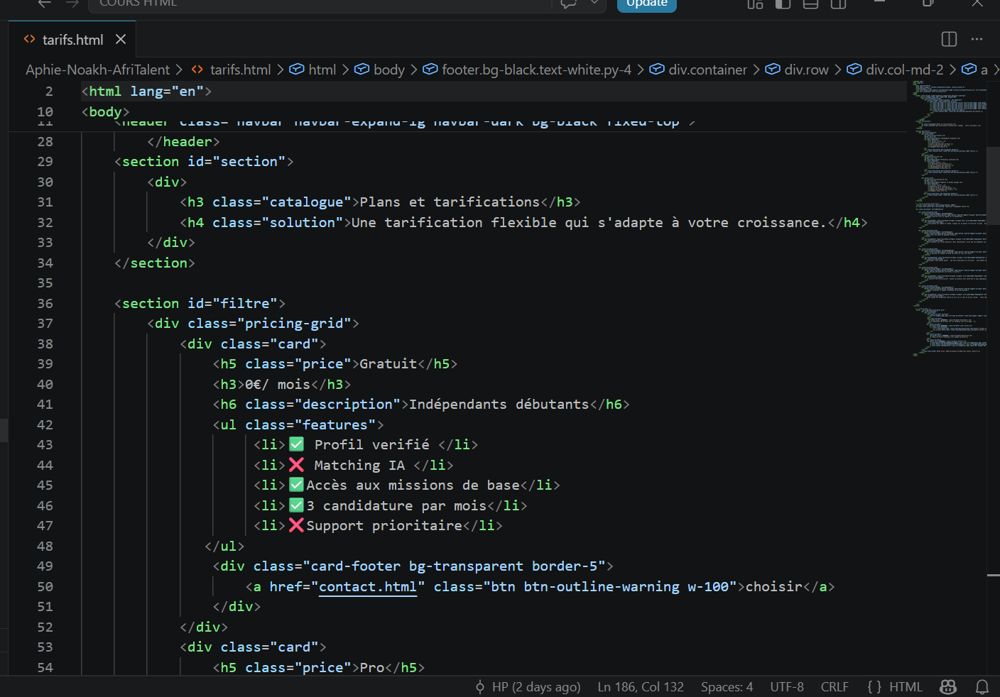 COURS HTML
Update
tarifs.html
Aphie-Noakh-AfriTalent > tarifs.html > html > body > footer.bg-black.text-white.py-4 > div.container > div.row > div.col-md-2 > a >
2 <html lang="en">
10 <body>
11 <header class="navbar navbar-expand-lg navbar-dark bg-black fixed-top">
28 </header>
29 <section id="section">
30 <div>
31 <h3 class="catalogue">Plans et tarifications</h3>
32 <h4 class="solution">Une tarification flexible qui s'adapte à votre croissance.</h4>
33 </div>
34 </section>
35
36 <section id="filtre">
37 <div class="pricing-grid">
38 <div class="card">
39 <h5 class="price">Gratuit</h5>
40 <h3>0€/ mois</h3>
41 <h6 class="description">Indépendants débutants</h6>
42 <ul class="features">
43 <li>✅ Profil verifié </li>
44 <li>❌ Matching IA </li>
45 <li>✅Accès aux missions de base</li>
46 <li>✅3 candidature par mois</li>
47 <li>❌Support prioritaire</li>
48 </ul>
49 <div class="card-footer bg-transparent border-5">
50 <a href="contact.html" class="btn btn-outline-warning w-100">choisir</a>
51 </div>
52 </div>
53 <div class="card">
54 <h5 class="price">Pro</h5>
HP (2 days ago) Ln 186, Col 132 Spaces: 4 UTF-8 CRLF { } HTML